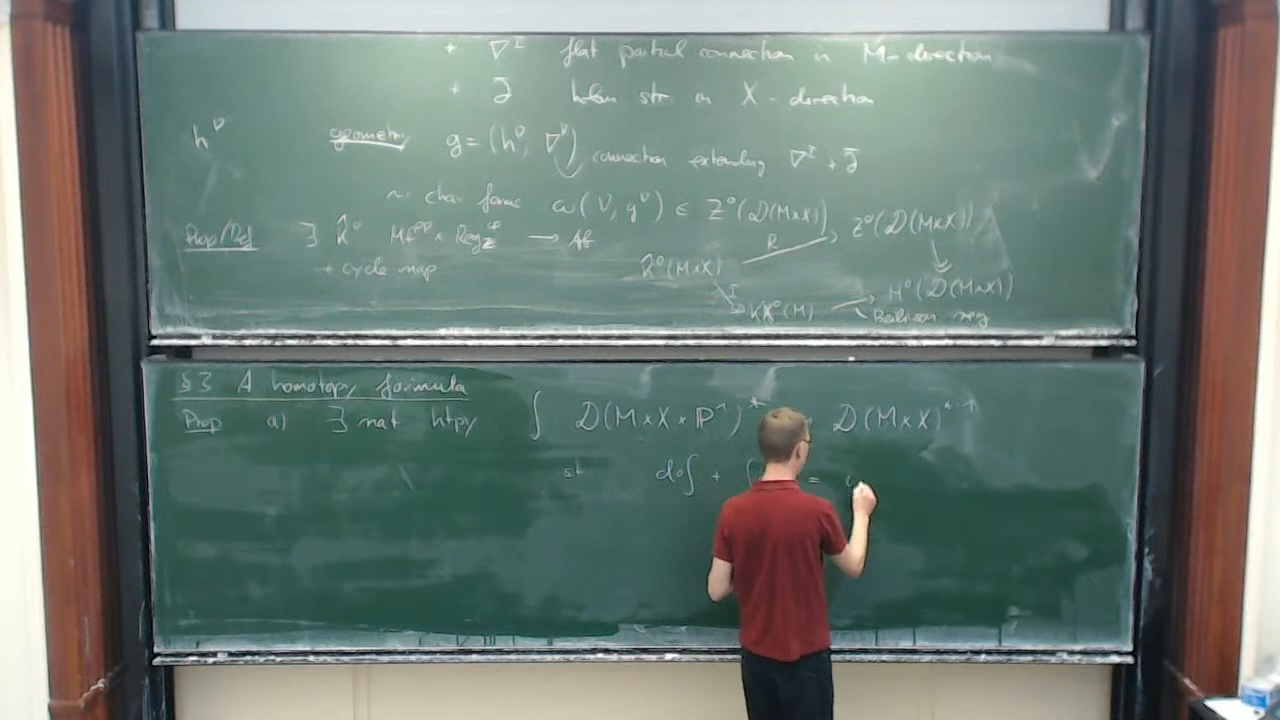 + ∇^I flat partial connection in M-direction
+ ∂̄ holom str. in X-direction
h^V geometry g = (h^V, ∇^V) connection extending ∇^I + ∂̄
⇝ char forms ω(V, g^V) ∈ Z^0(D(M×X))
Prop/Def ∃ K̂^0 Mf^op × Reg_Z^op → Ab
+ cycle map
K̂^0(M×X) R → Z^0(D(M×X))
I → K^0(M) → H^0(D(M×X))
Beilinson reg
§3 A homotopy formula
Prop a) ∃ nat htpy ∫ D(M×X×P^1)^* D(M×X)^{*-1}
st d∘∫ + ∫ =